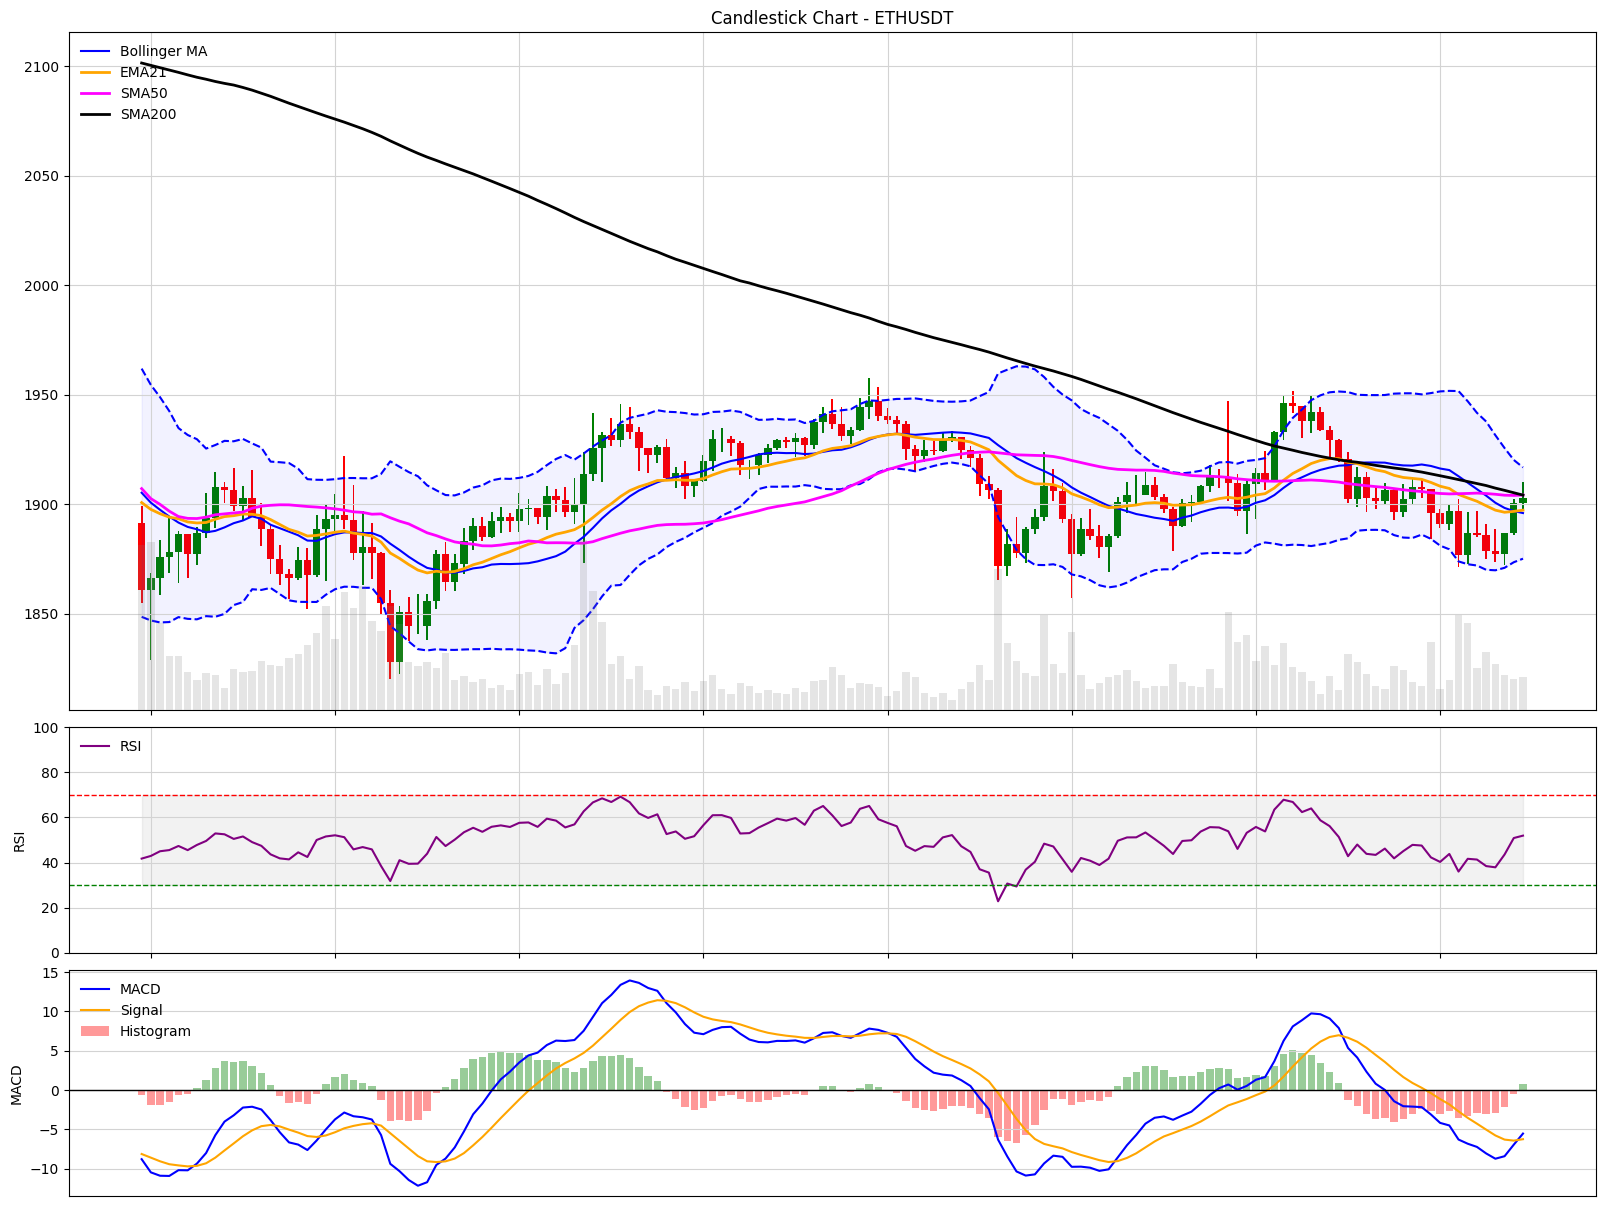 Candlestick Chart - ETHUSDT
Bollinger MA
EMA21
SMA50
SMA200
2100
2050
2000
1950
1900
1850
RSI
100
80
60
40
20
0
RSI
MACD
Signal
Histogram
15
10
5
0
−5
−10
MACD